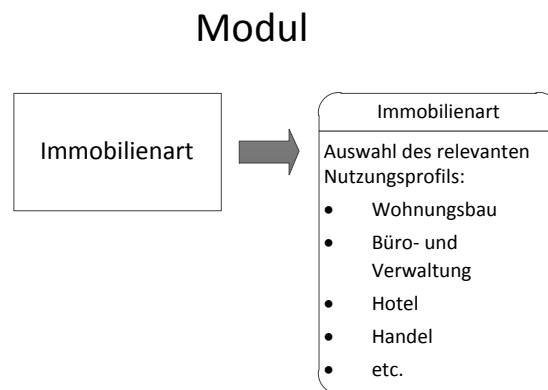 Modul
Immobilienart
Immobilienart
Auswahl des relevanten
Nutzungsprofils:
• Wohnungsbau
• Büro- und
Verwaltung
• Hotel
• Handel
• etc.